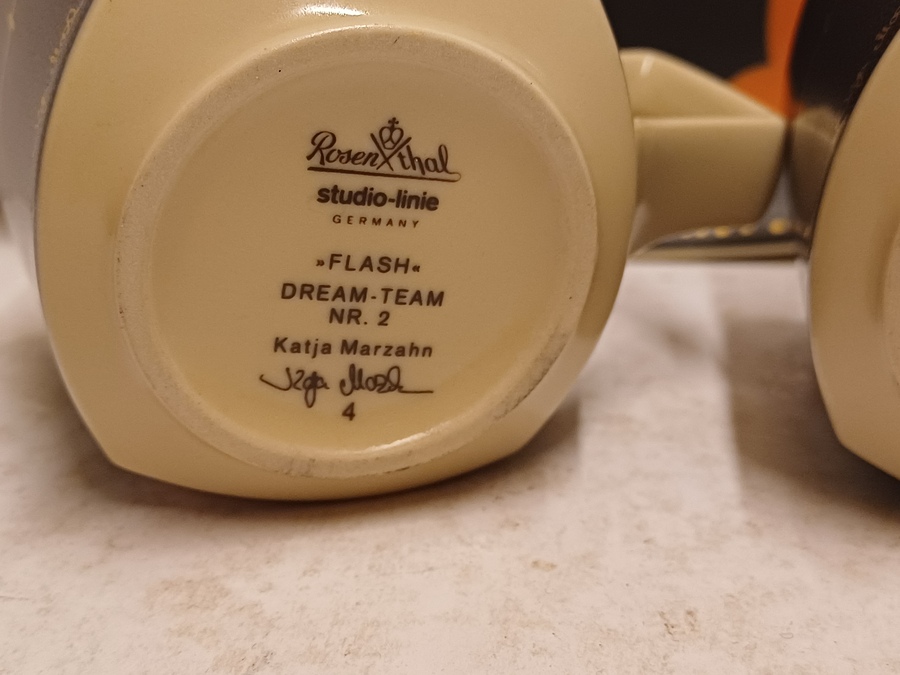 Rosenthal
studio-linie
GERMANY
»FLASH«
DREAM-TEAM
NR. 2
Katja Marzahn
4